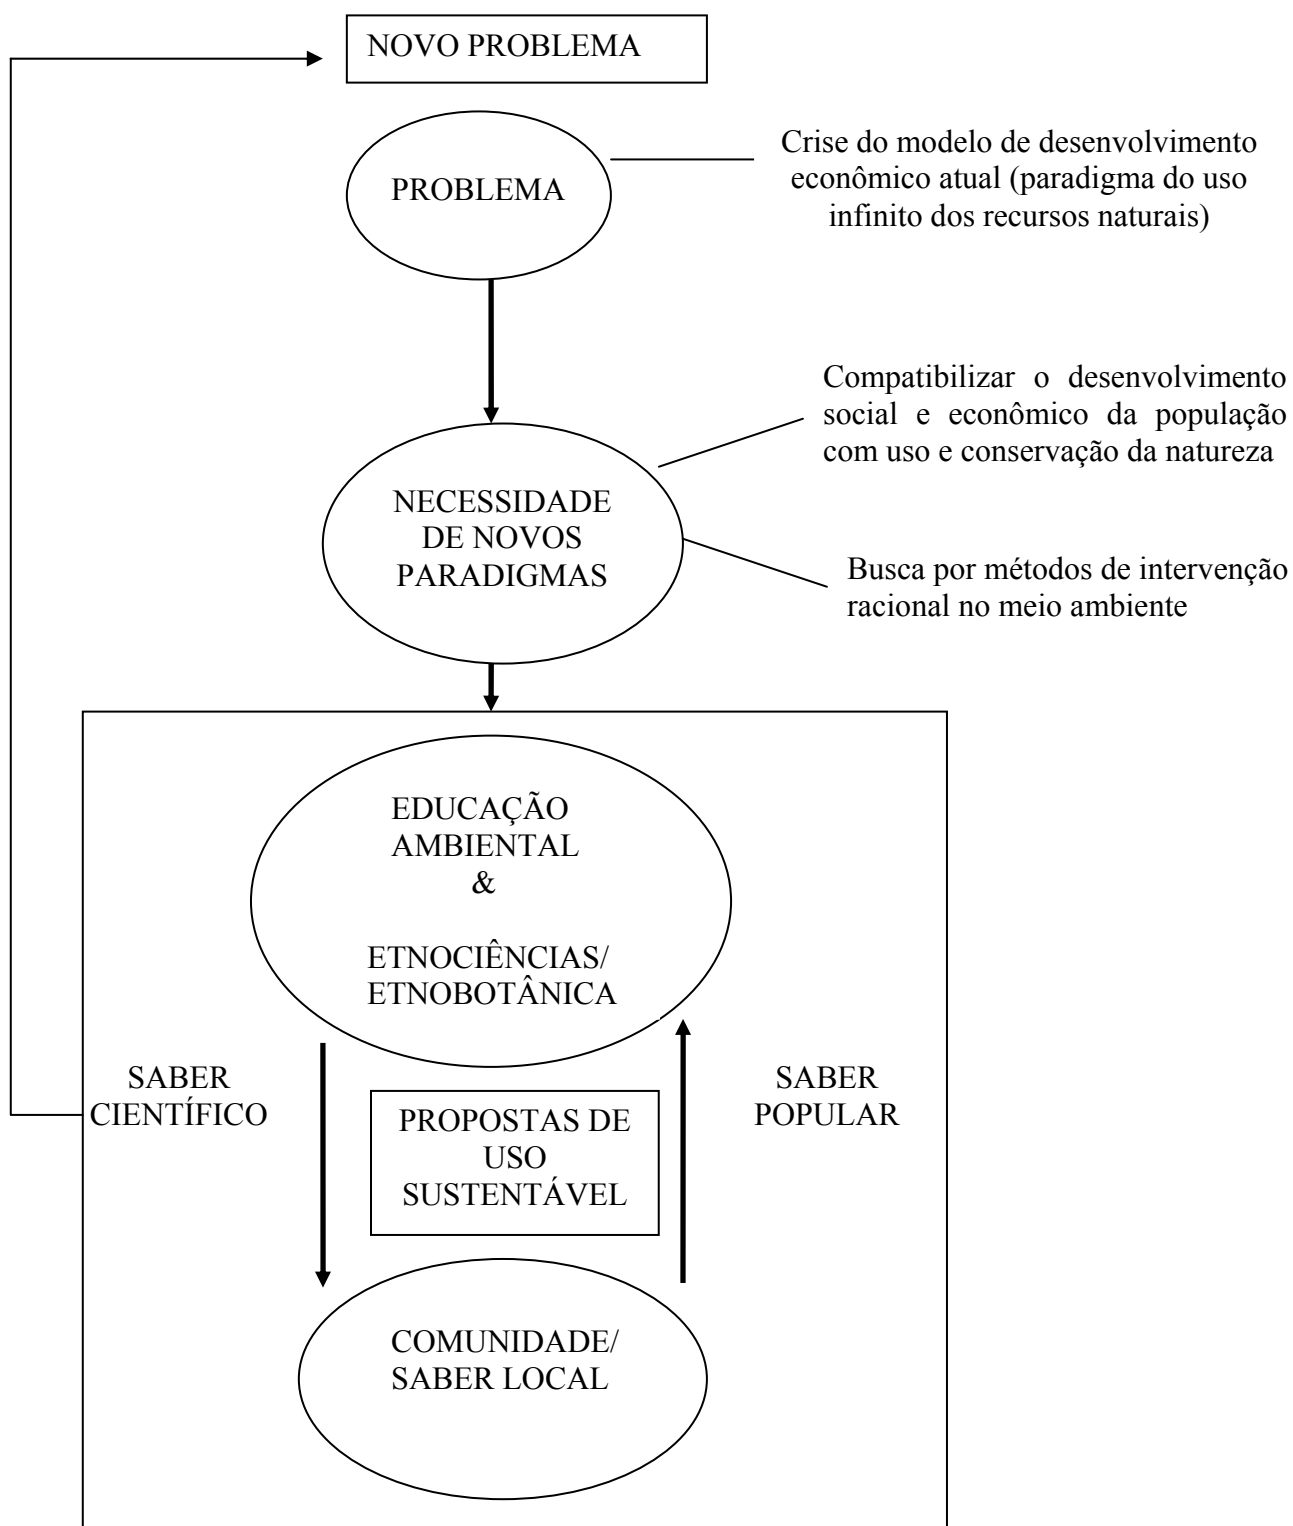 NOVO PROBLEMA
PROBLEMA
Crise do modelo de desenvolvimento
econômico atual (paradigma do uso
infinito dos recursos naturais)
Compatibilizar o desenvolvimento
social e econômico da população
com uso e conservação da natureza
NECESSIDADE
DE NOVOS
PARADIGMAS
Busca por métodos de intervenção
racional no meio ambiente
EDUCAÇÃO
AMBIENTAL
&
ETNOCIÊNCIAS/
ETNOBOTÂNICA
SABER
CIENTÍFICO
PROPOSTAS DE
USO
SUSTENTÁVEL
SABER
POPULAR
COMUNIDADE/
SABER LOCAL